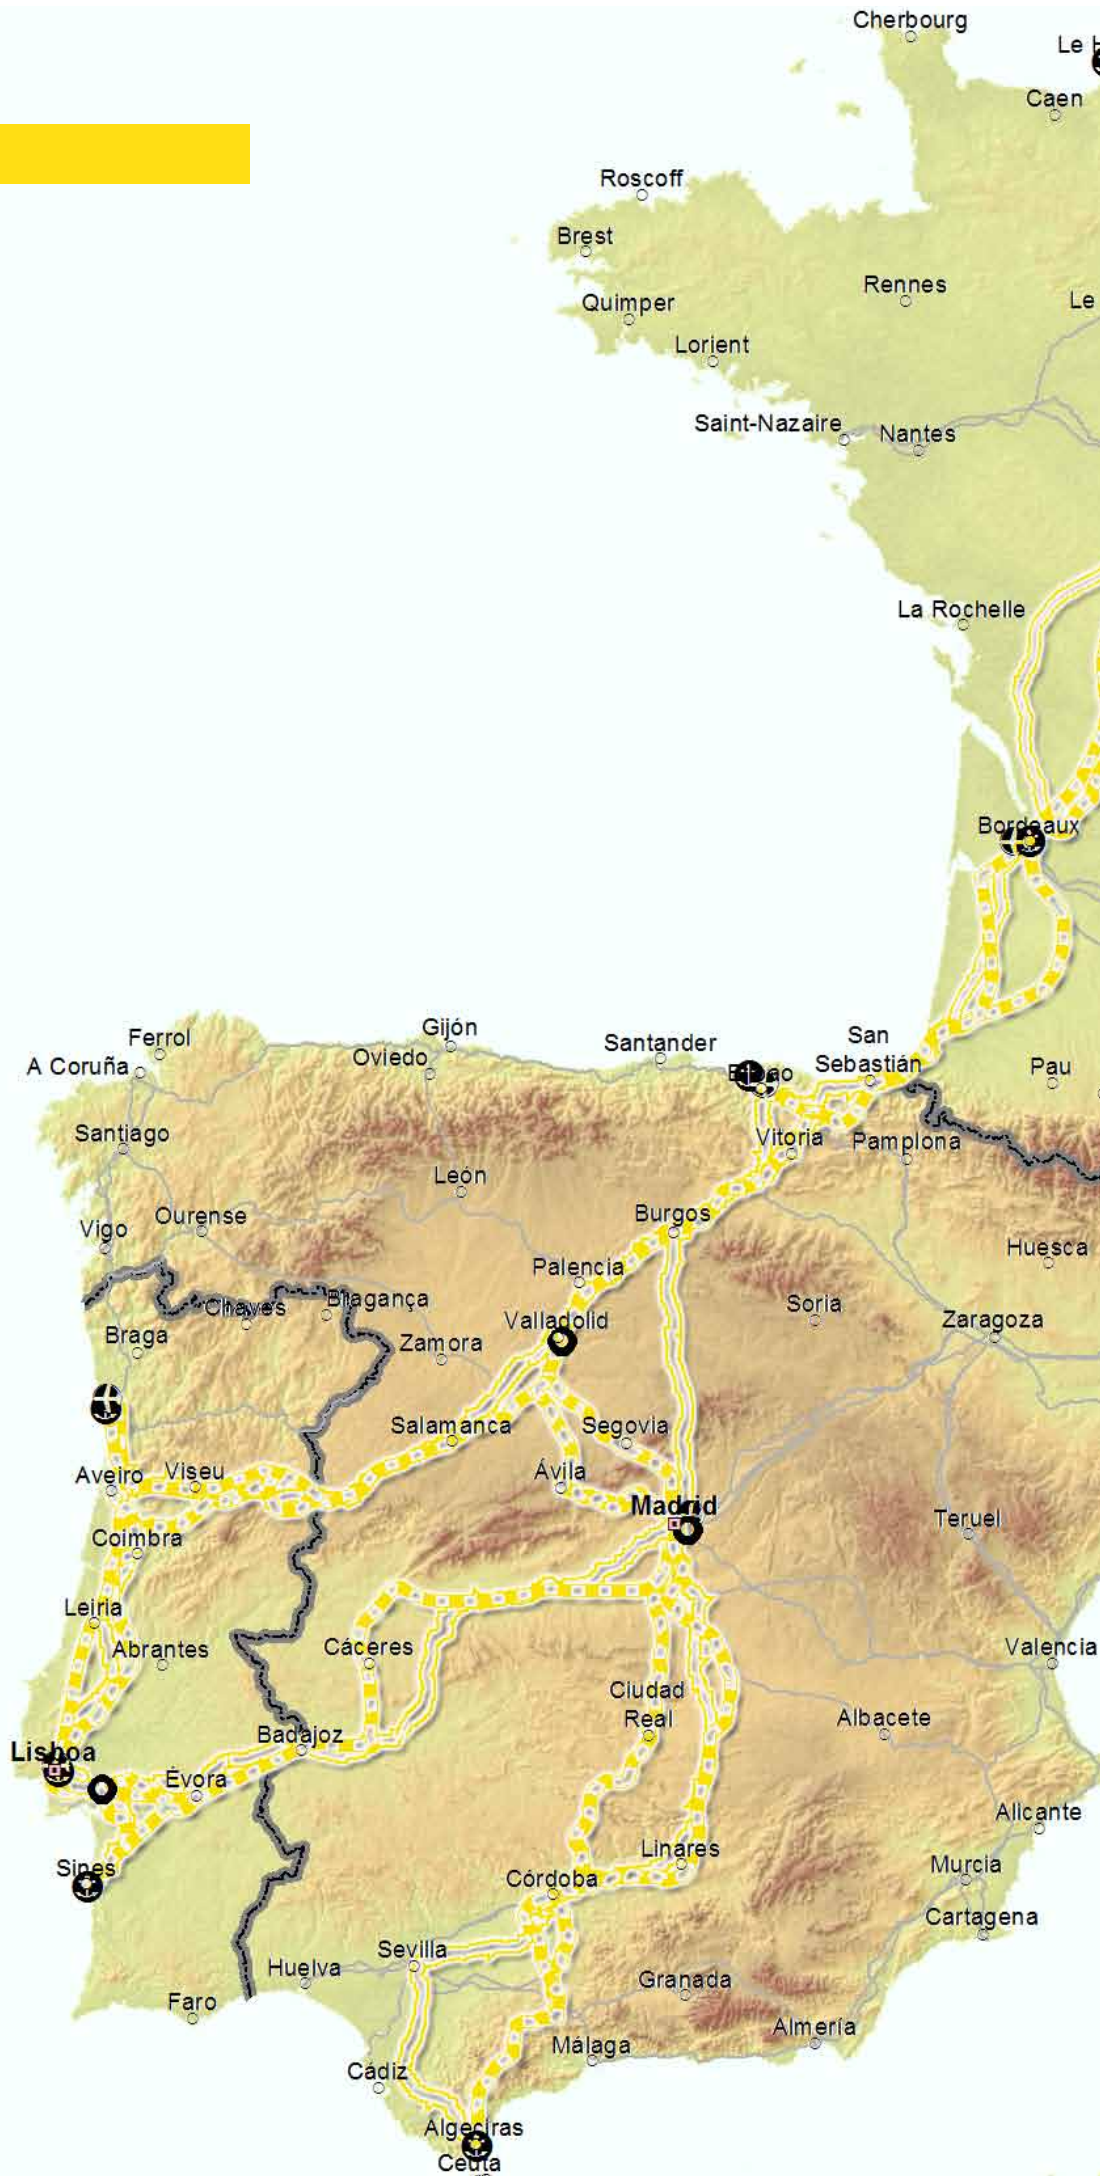 Cherbourg
Le H
Caen
Roscoff
Brest
Rennes
Quimper
Le
Lorient
Saint-Nazaire
Nantes
La Rochelle
Bordeaux
Gijón
Ferrol
San
Sebastián
Santander
Oviedo
A Coruña
Pau
Bilbao
Santiago
Vitoria
Pamplona
León
Ourense
Burgos
Vigo
Huesca
Palencia
Bragança
Chaves
Soria
Valladolid
Zaragoza
Braga
Zamora
Salamanca
Segovia
Aveiro
Viseu
Ávila
Madrid
Teruel
Coimbra
Leiria
Abrantes
Cáceres
Valencia
Ciudad
Real
Albacete
Badajoz
Lisboa
Évora
Alicante
Linares
Sines
Córdoba
Murcia
Cartagena
Sevilla
Huelva
Granada
Faro
Almería
Málaga
Cádiz
Algeciras
Ceuta